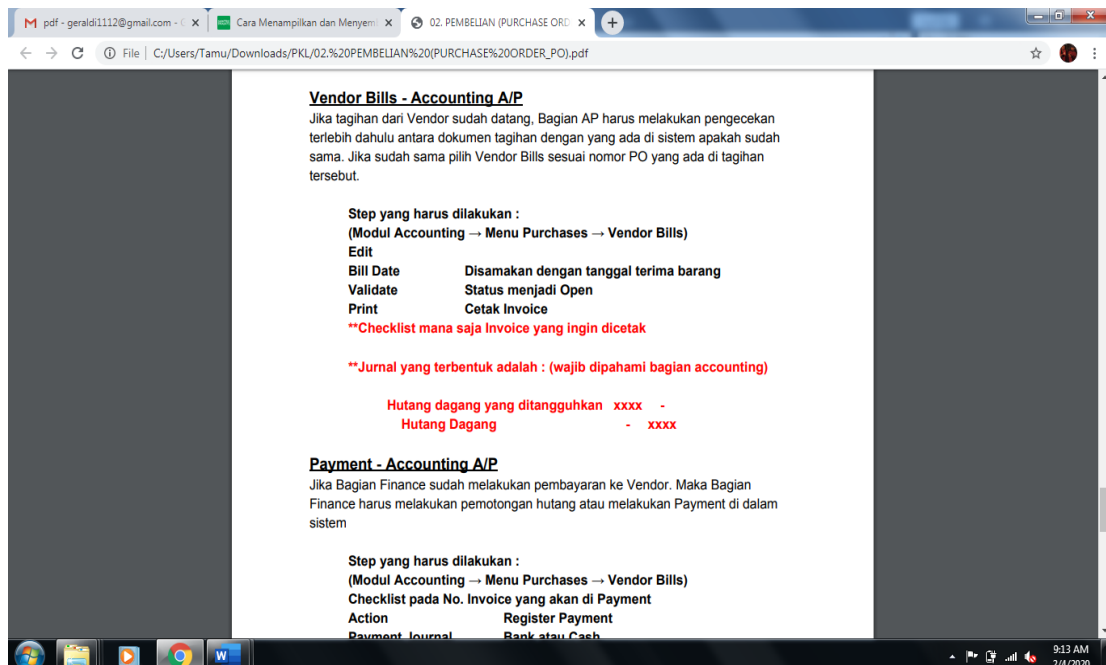 pdf - geraldi1112@gmail.com -
Cara Menampilkan dan Menyem
02. PEMBELIAN (PURCHASE ORD
File | C:/Users/Tamu/Downloads/PKL/02.%20PEMBELIAN%20(PURCHASE%20ORDER_PO).pdf
Vendor Bills - Accounting A/P
Jika tagihan dari Vendor sudah datang, Bagian AP harus melakukan pengecekan
terlebih dahulu antara dokumen tagihan dengan yang ada di sistem apakah sudah
sama. Jika sudah sama pilih Vendor Bills sesuai nomor PO yang ada di tagihan
tersebut.
Step yang harus dilakukan :
(Modul Accounting → Menu Purchases → Vendor Bills)
Edit
Bill Date Disamakan dengan tanggal terima barang
Validate Status menjadi Open
Print Cetak Invoice
**Checklist mana saja Invoice yang ingin dicetak
**Jurnal yang terbentuk adalah : (wajib dipahami bagian accounting)
Hutang dagang yang ditangguhkan xxxx -
Hutang Dagang - xxxx
Payment - Accounting A/P
Jika Bagian Finance sudah melakukan pembayaran ke Vendor. Maka Bagian
Finance harus melakukan pemotongan hutang atau melakukan Payment di dalam
sistem
Step yang harus dilakukan :
(Modul Accounting → Menu Purchases → Vendor Bills)
Checklist pada No. Invoice yang akan di Payment
Action Register Payment
Payment Journal Bank atau Cash
9:13 AM
2/4/2020